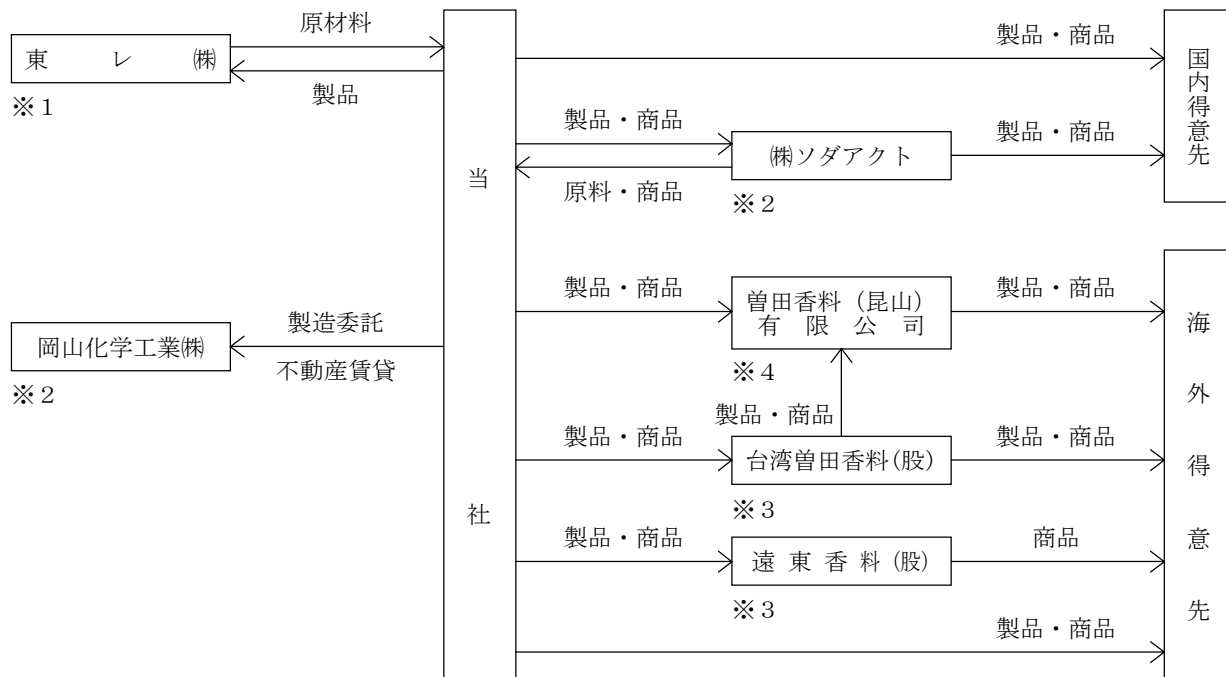 原材料
東レ㈱
製品
※1
製造委託
岡山化学工業㈱
不動産賃貸
※2
当社
製品・商品
製品・商品
㈱ソダアクト
製品・商品
原料・商品
※2
国内得意先
製品・商品
曽田香料(昆山)
有限公司
製品・商品
※4
製品・商品
製品・商品
台湾曽田香料(股)
製品・商品
※3
製品・商品
遠東香料(股)
商品
※3
製品・商品
海外得意先